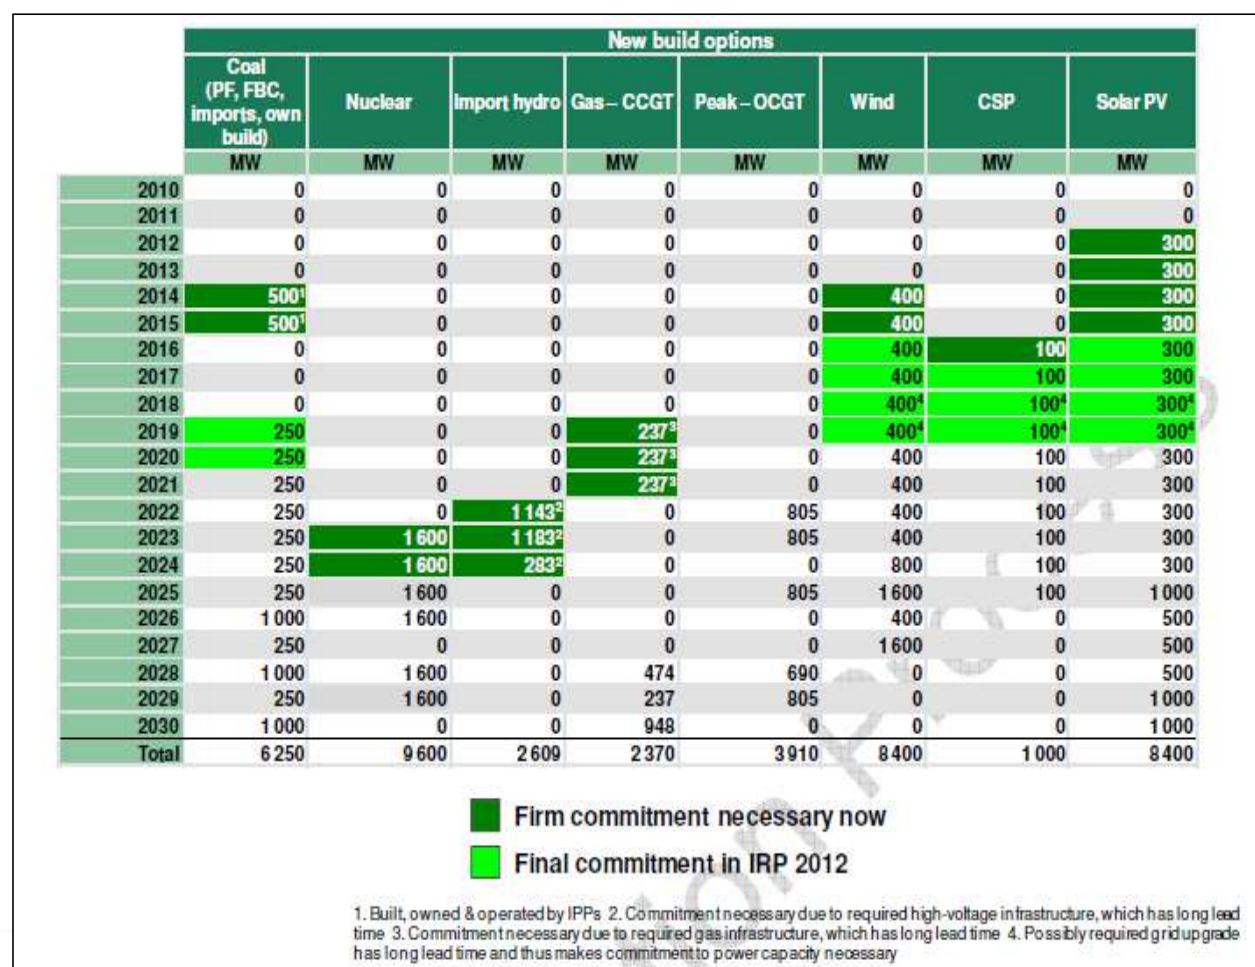 New build options
Coal (PF, FBC, imports, own build) Nuclear Import hydro Gas – CCGT Peak – OCGT Wind CSP Solar PV
MW MW MW MW MW MW MW MW
2010 0 0 0 0 0 0 0 0
2011 0 0 0 0 0 0 0 0
2012 0 0 0 0 0 0 0 300
2013 0 0 0 0 0 0 0 300
2014 500¹ 0 0 0 0 400 0 300
2015 500¹ 0 0 0 0 400 0 300
2016 0 0 0 0 0 400 100 300
2017 0 0 0 0 0 400 100 300
2018 0 0 0 0 0 400⁴ 100⁴ 300⁴
2019 250 0 0 237³ 0 400⁴ 100⁴ 300⁴
2020 250 0 0 237³ 0 400 100 300
2021 250 0 0 237³ 0 400 100 300
2022 250 0 1 143² 0 805 400 100 300
2023 250 1 600 1 183² 0 805 400 100 300
2024 250 1 600 283² 0 0 800 100 300
2025 250 1 600 0 0 805 1 600 100 1 000
2026 1 000 1 600 0 0 0 400 0 500
2027 250 0 0 0 0 1 600 0 500
2028 1 000 1 600 0 474 690 0 0 500
2029 250 1 600 0 237 805 0 0 1 000
2030 1 000 0 0 948 0 0 0 1 000
Total 6 250 9 600 2 609 2 370 3 910 8 400 1 000 8 400
Firm commitment necessary now
Final commitment in IRP 2012
1. Built, owned & operated by IPPs 2. Commitment necessary due to required high-voltage infrastructure, which has long lead
time 3. Commitment necessary due to required gas infrastructure, which has long lead time 4. Possibly required grid upgrade
has long lead time and thus makes commitment to power capacity necessary